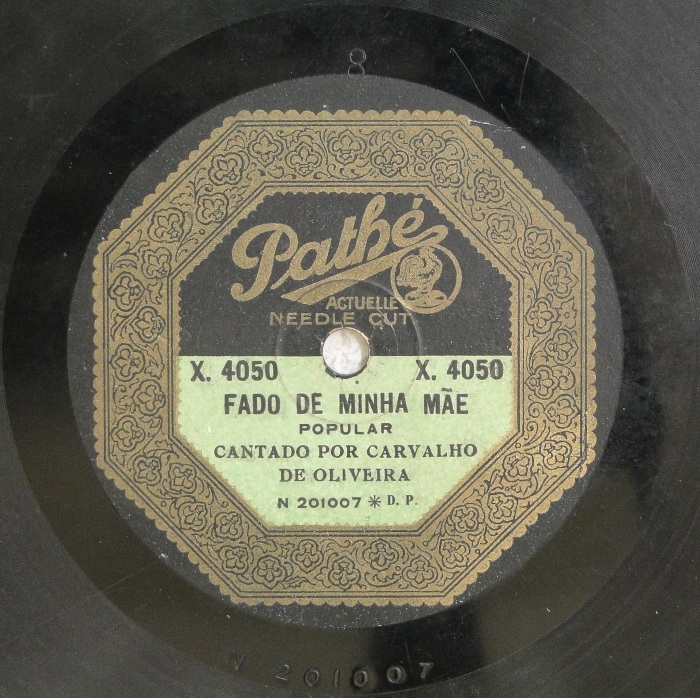 8
Pathé
ACTUELLE
NEEDLE CUT
X. 4050 X. 4050
FADO DE MINHA MÃE
POPULAR
CANTADO POR CARVALHO
DE OLIVEIRA
N 201007 ✳ D. P.
N 201007